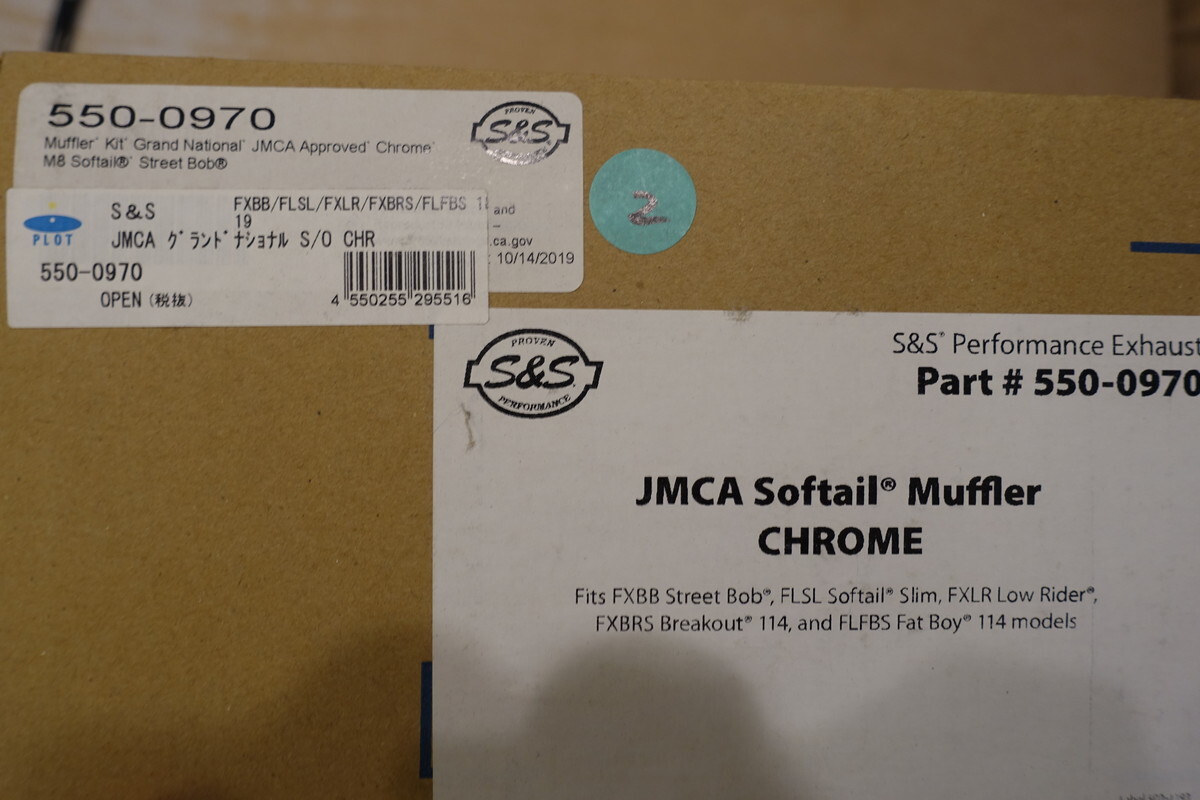 550-0970
Muffler` Kit` Grand National` JMCA Approved` Chrome`
M8 Softail®` Street Bob®
PROVEN
S&S
and
–
.ca.gov
: 10/14/2019
2
PLOT
S&S
FXBB/FLSL/FXLR/FXBRS/FLFBS
19
JMCA グランドナショナル S/O CHR
550-0970
OPEN (税抜)
4 550255 295516
PROVEN
S&S
PERFORMANCE
S&S® Performance Exhaust
Part # 550-0970
JMCA Softail® Muffler
CHROME
Fits FXBB Street Bob®, FLSL Softail® Slim, FXLR Low Rider®,
FXBRS Breakout® 114, and FLFBS Fat Boy® 114 models